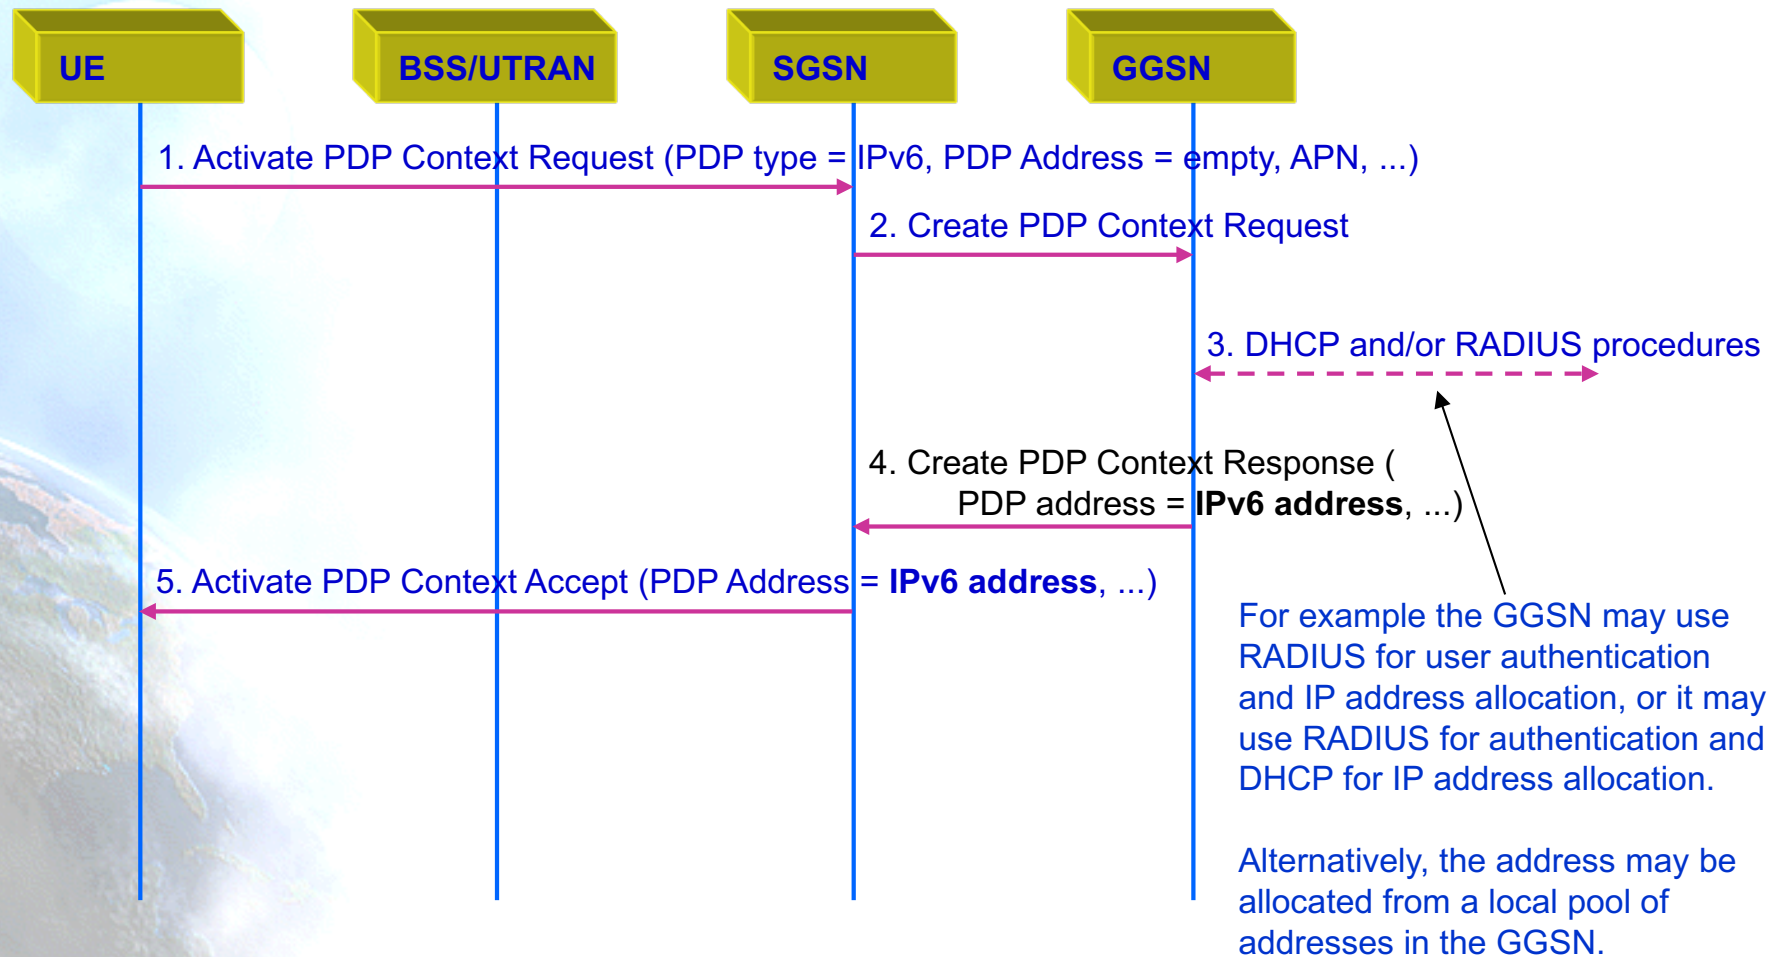 UE
BSS/UTRAN
SGSN
GGSN
1. Activate PDP Context Request (PDP type = IPv6, PDP Address = empty, APN, ...)
2. Create PDP Context Request
3. DHCP and/or RADIUS procedures
4. Create PDP Context Response (
PDP address = IPv6 address, ...)
5. Activate PDP Context Accept (PDP Address = IPv6 address, ...)
For example the GGSN may use
RADIUS for user authentication
and IP address allocation, or it may
use RADIUS for authentication and
DHCP for IP address allocation.
Alternatively, the address may be
allocated from a local pool of
addresses in the GGSN.